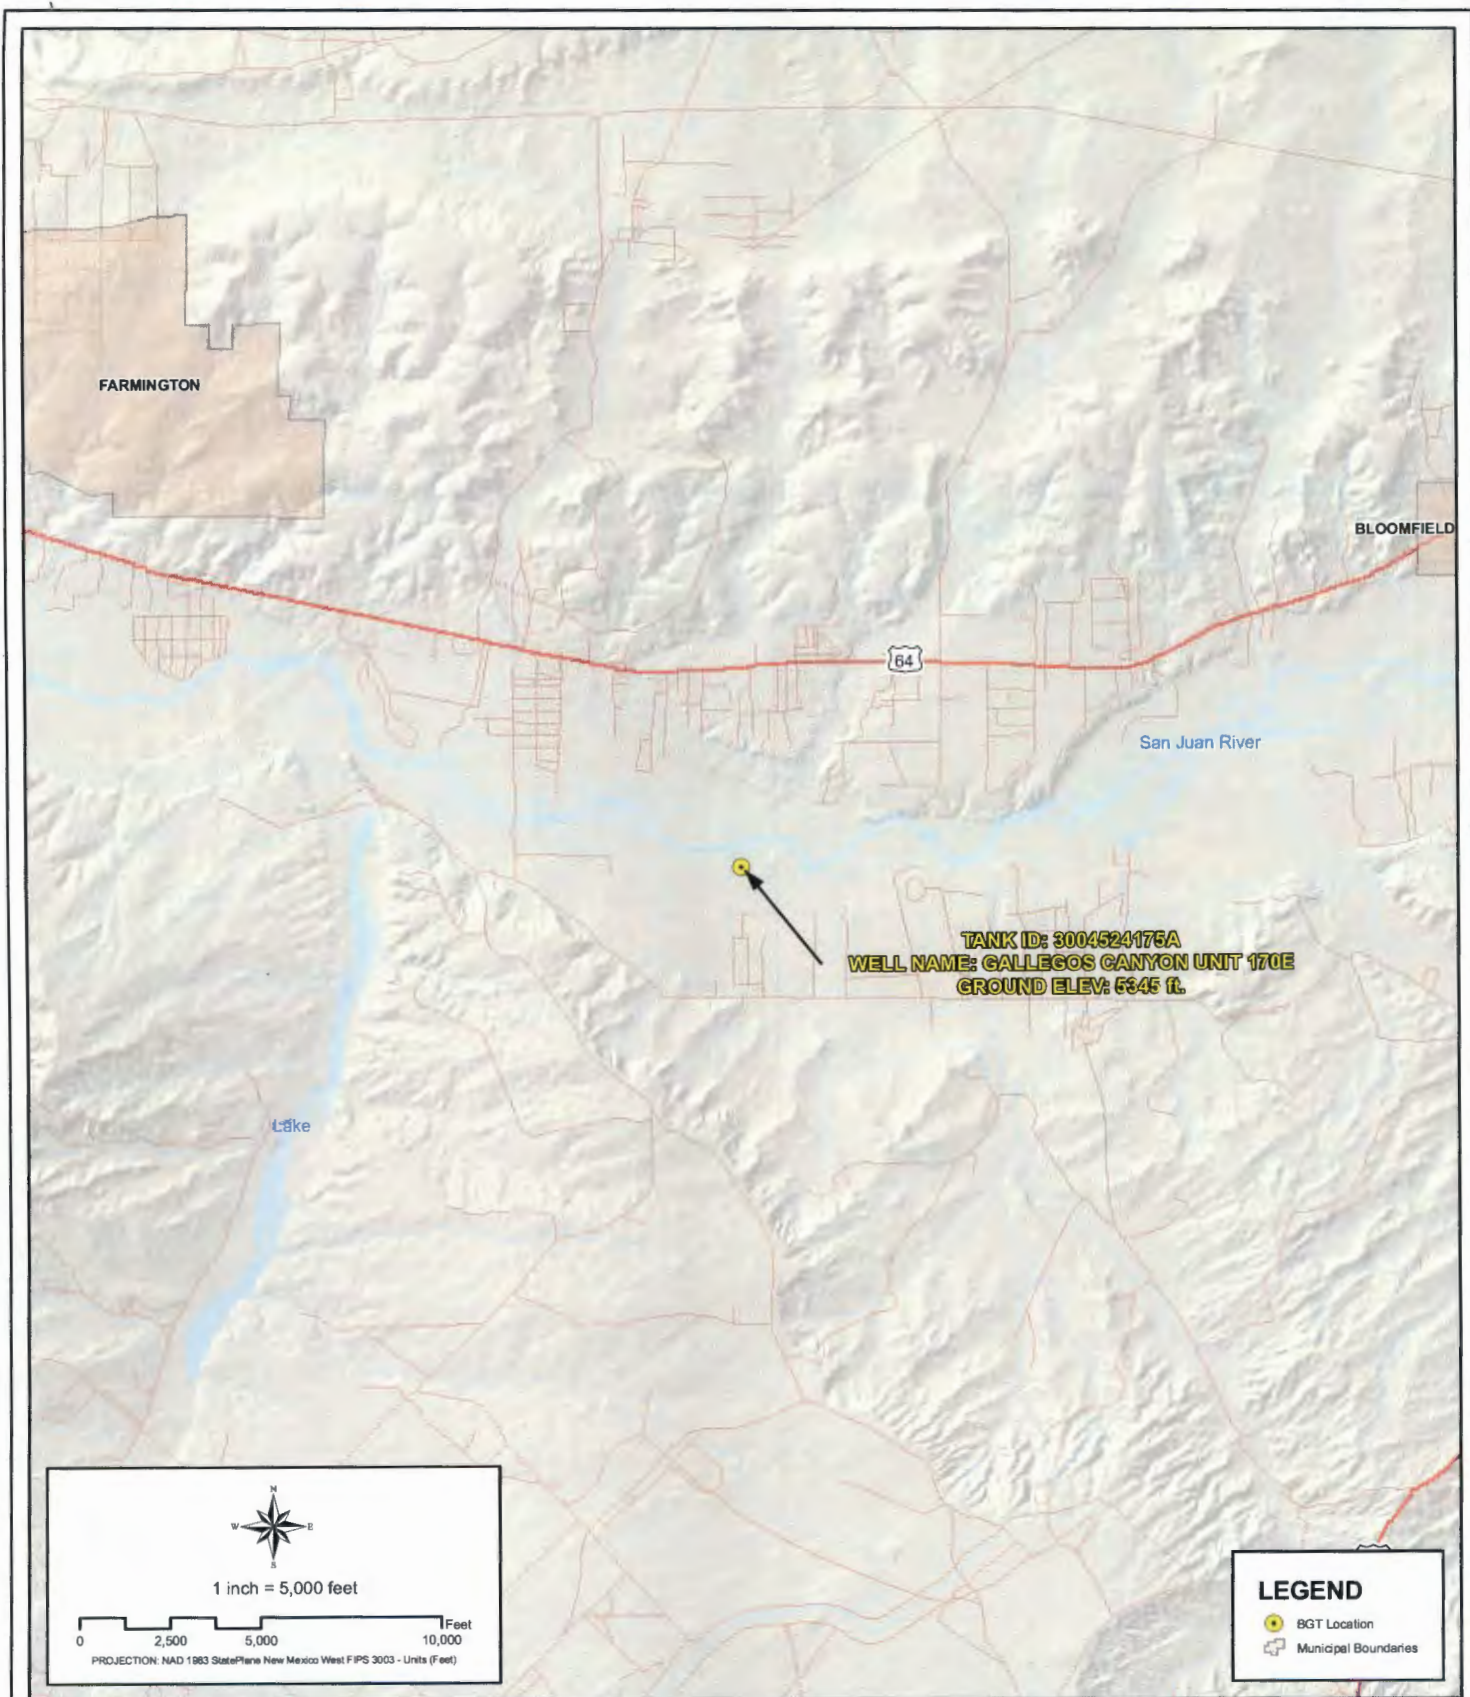 FARMINGTON
BLOOMFIELD
64
San Juan River
TANK ID: 3004524175A
WELL NAME: GALLEGOS CANYON UNIT 170E
GROUND ELEV: 5345 ft.
Lake
N
W E
S
1 inch = 5,000 feet
Feet
0 2,500 5,000 10,000
PROJECTION: NAD 1983 StatePlane New Mexico West FIPS 3003 - Units (Feet)
LEGEND
BGT Location
Municipal Boundaries